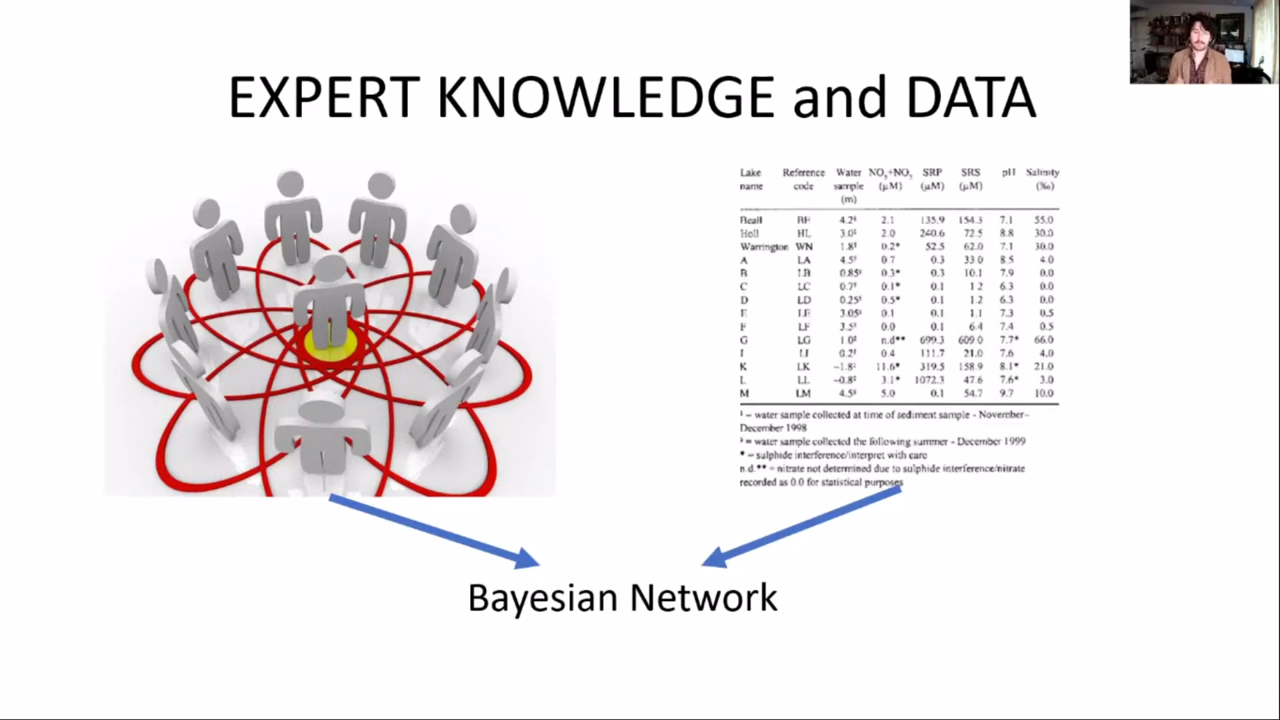 EXPERT KNOWLEDGE and DATA
Lake Reference Water NO3+NO2 SRP SRS pH Salinity
name code sample (μM) (μM) (μM) (‰)
(m)
BF 4.2 2.1 135.9 154.3 7.1 55.0
Holl HL 3.0 2.0 240.6 72.5 8.8 30.0
Warrington WN 1.8 0.2* 52.5 62.0 7.1 30.0
A LA 4.5 0.7 0.3 33.0 8.5 4.0
B LB 0.85 0.3* 0.3 10.1 7.9 0.0
C LC 0.7 0.1* 0.1 1.2 6.3 0.0
D LD 0.25 0.5* 0.1 1.2 6.3 0.0
E LE 3.05 0.1 0.1 1.1 7.3 0.5
F LF 3.5 0.0 0.1 6.4 7.4 0.5
G LG 1.0 n.d** 699.3 609.0 7.7* 66.0
I LI 0.2 0.4 111.7 21.0 7.6 4.0
K LK ~1.8 11.6* 319.5 158.9 8.1* 21.0
L LL ~0.8 3.1* 1072.3 47.6 7.6* 3.0
M LM 4.5 5.0 0.1 54.7 9.7 10.0
= water sample collected at time of sediment sample - November–
December 1998
= water sample collected the following summer - December 1999
* = sulphide interference/interpret with care
n.d.** = nitrate not determined due to sulphide interference/nitrate
recorded as 0.0 for statistical purposes
Bayesian Network